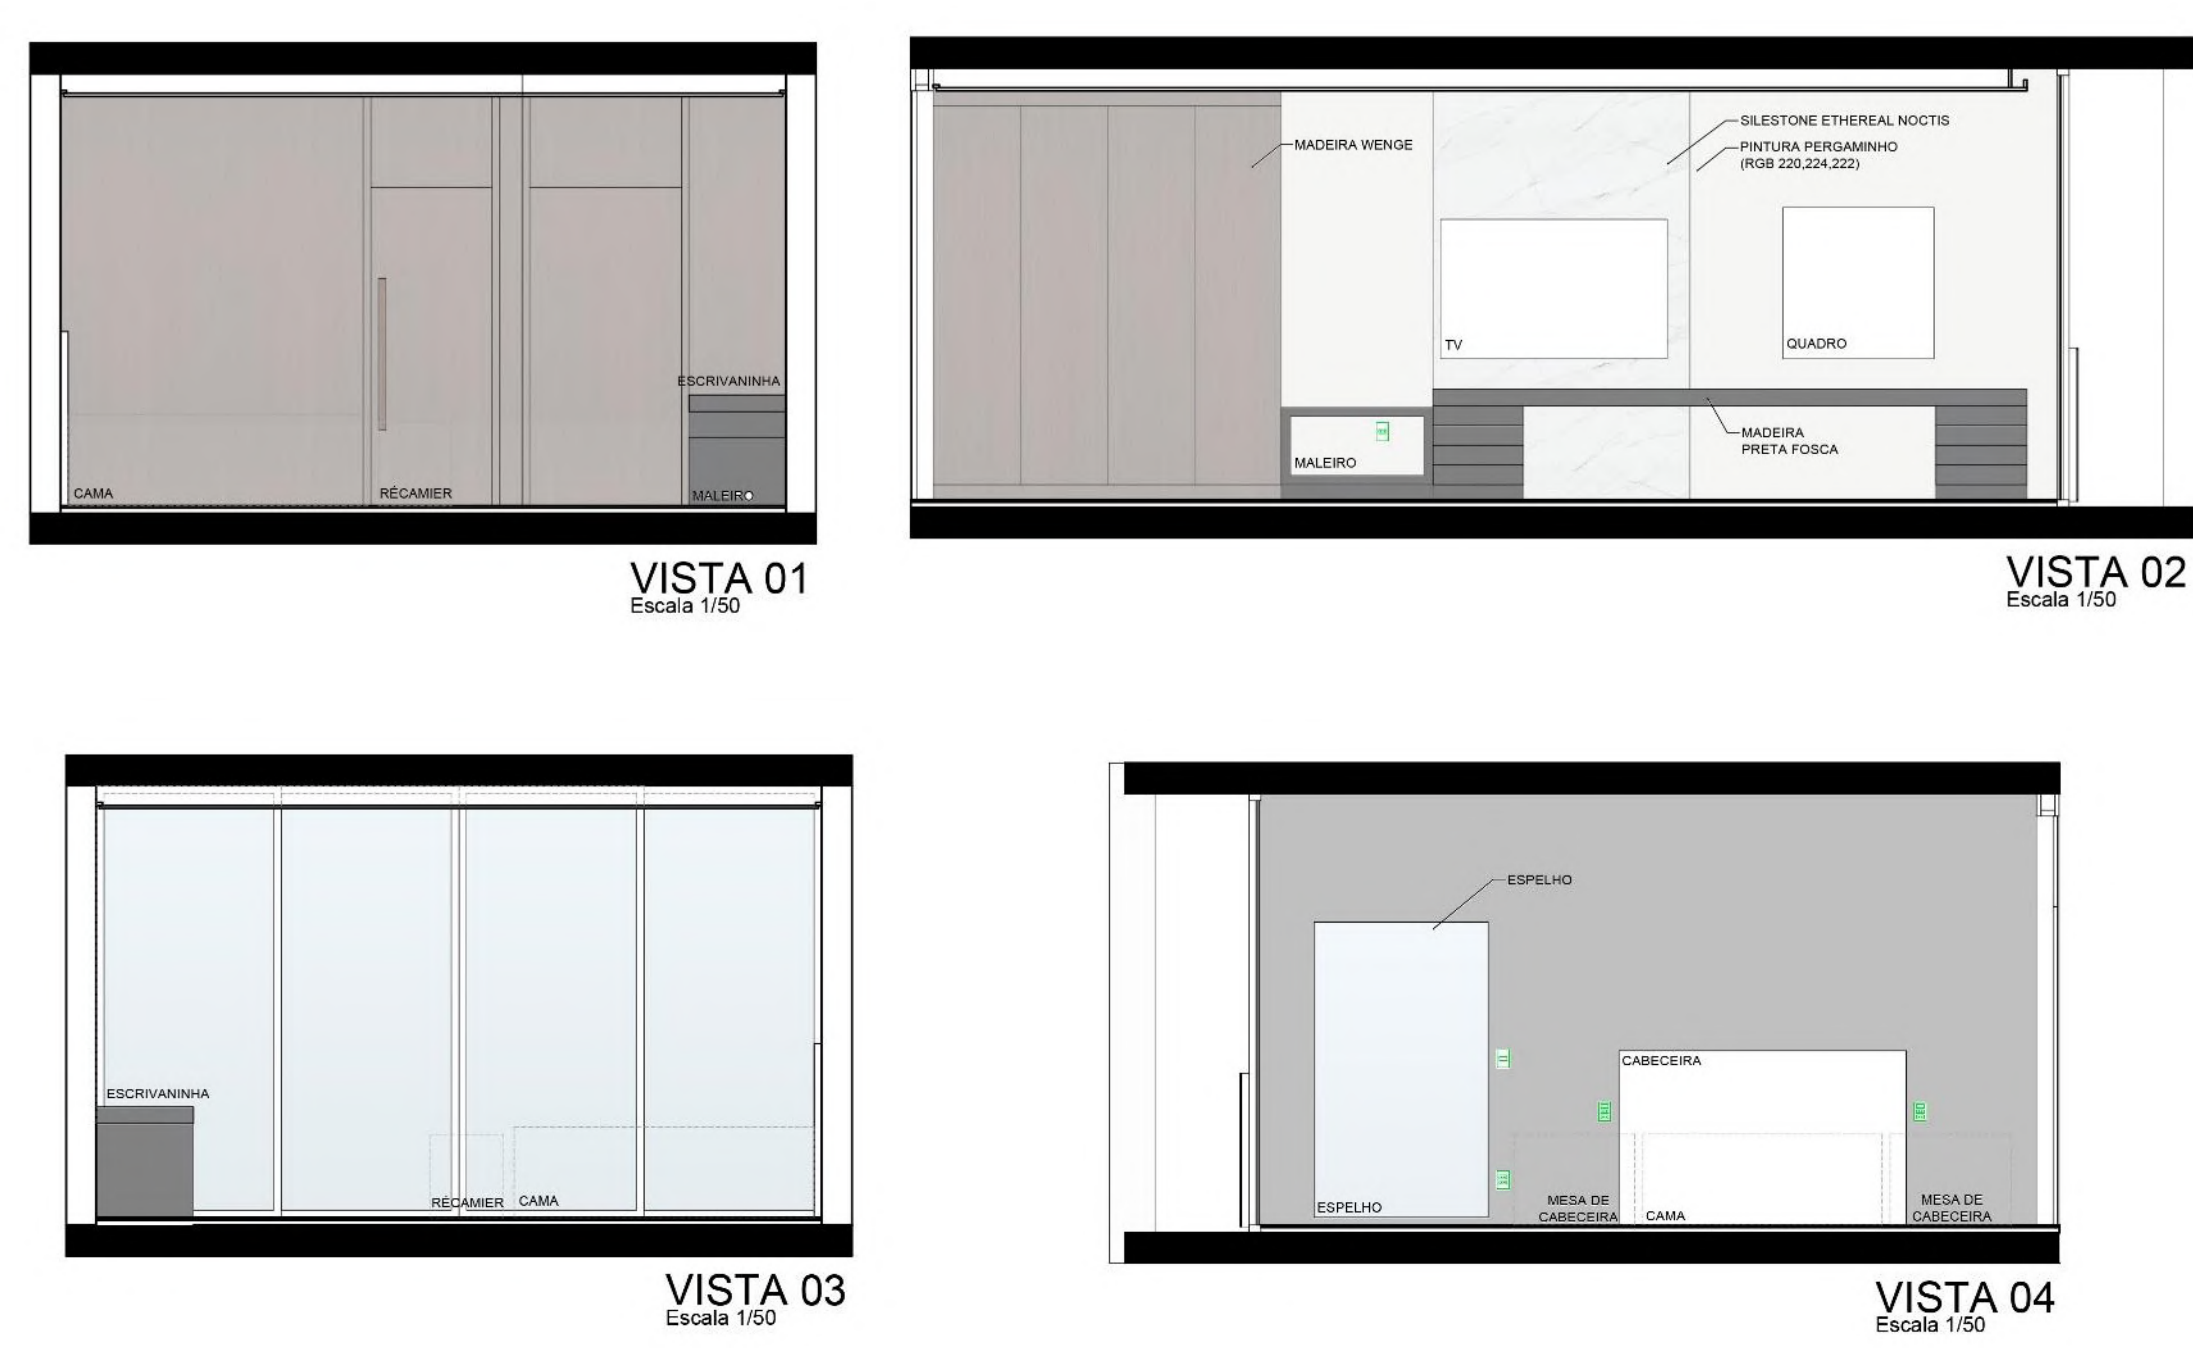 ESCRIVANINHA
CAMA
RÉCAMIER
MALEIRO
VISTA 01
Escala 1/50
MADEIRA WENGE
SILESTONE ETHEREAL NOCTIS
PINTURA PERGAMINHO
(RGB 220,224,222)
TV
QUADRO
MADEIRA
PRETA FOSCA
MALEIRO
VISTA 02
Escala 1/50
ESCRIVANINHA
RÉCAMIER
CAMA
VISTA 03
Escala 1/50
ESPELHO
CABECEIRA
ESPELHO
MESA DE
CABECEIRA
CAMA
MESA DE
CABECEIRA
VISTA 04
Escala 1/50